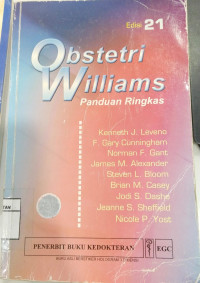 Edisi 21
Obstetri
Williams
Panduan Ringkas
Kenneth J. Leveno
F. Gary Cunningham
Norman F. Gant
James M. Alexander
Steven L. Bloom
Brian M. Casey
Jodi S. Dashe
Jeanne S. Sheffield
Nicole P. Yost
PENERBIT BUKU KEDOKTERAN EGC